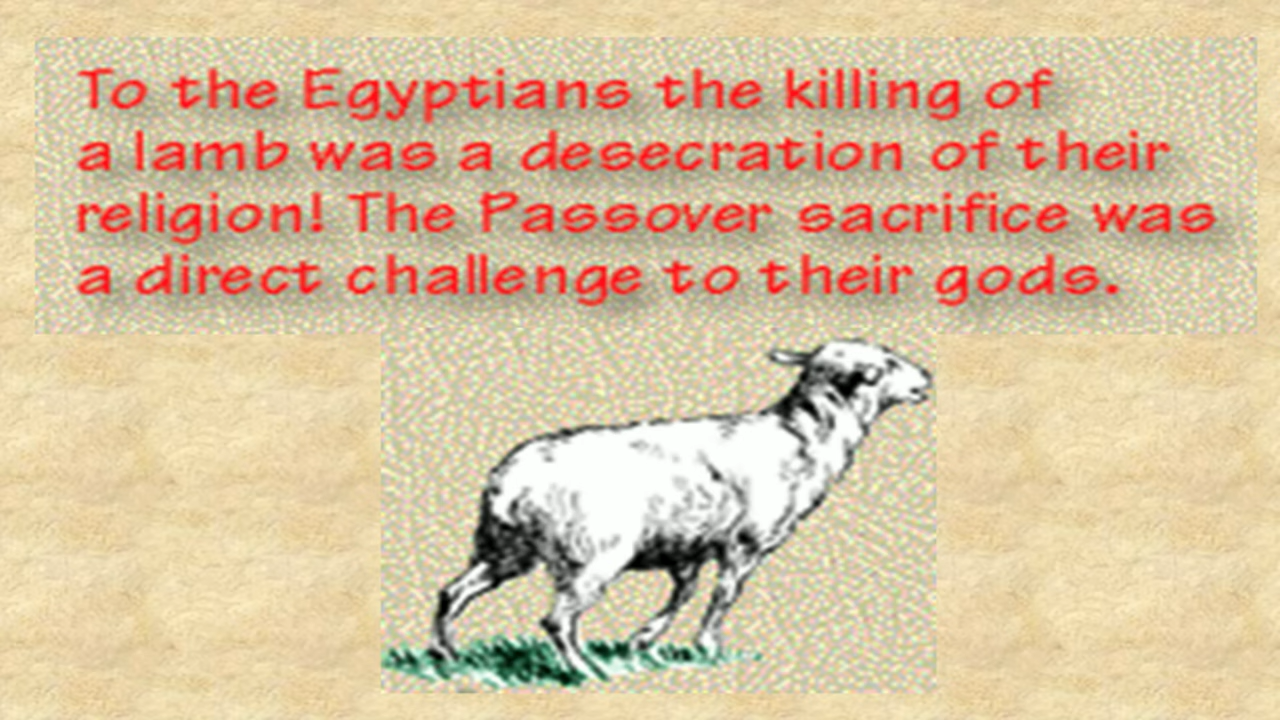 To the Egyptians the killing of
a lamb was a desecration of their
religion! The Passover sacrifice was
a direct challenge to their gods.